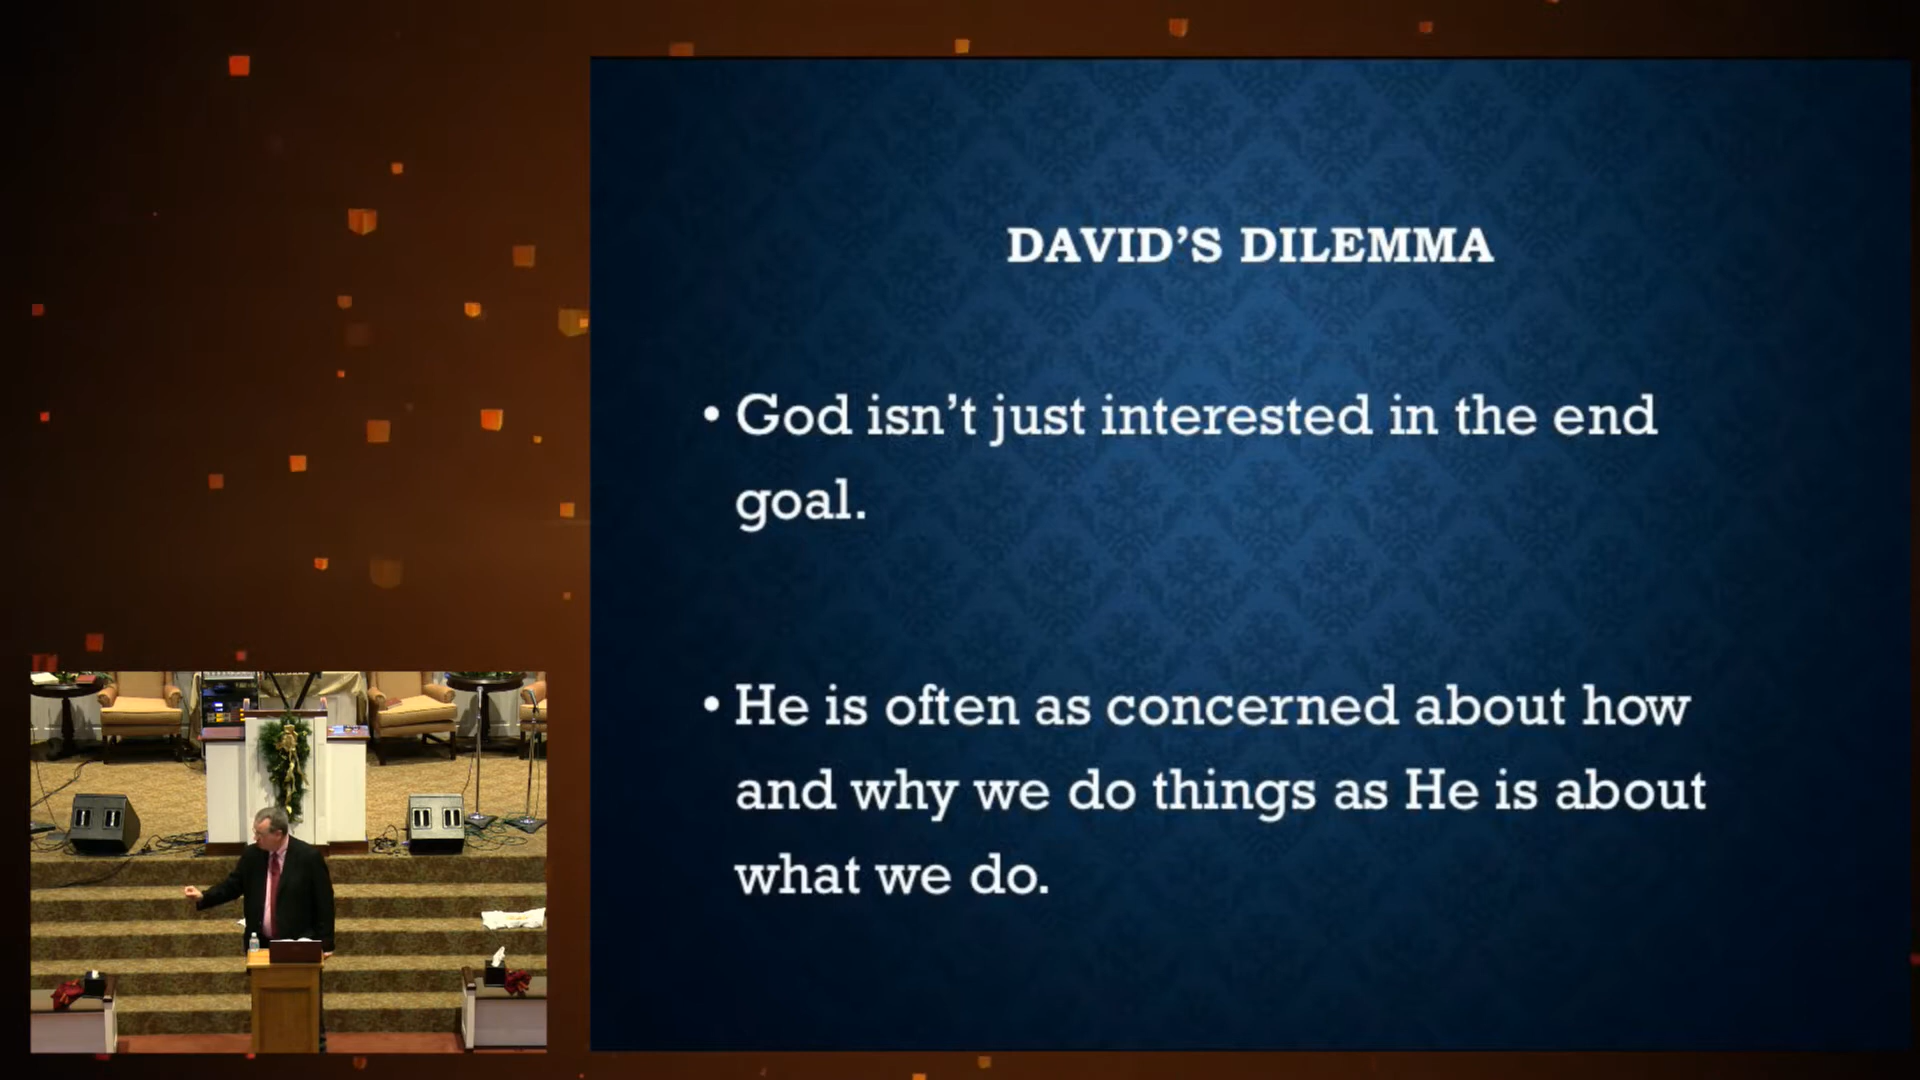 DAVID’S DILEMMA
• God isn’t just interested in the end
goal.
• He is often as concerned about how
and why we do things as He is about
what we do.